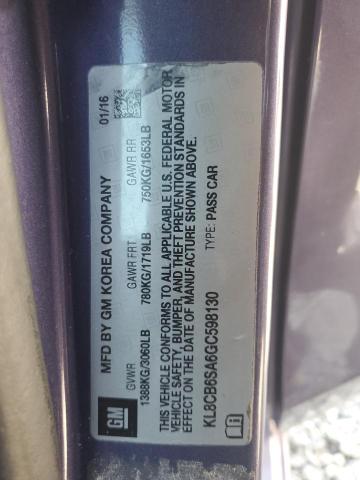 MFD BY GM KOREA COMPANY 01/16
GVWR GAWR FRT GAWR RR
1388KG/3060LB 780KG/1719LB 750KG/1653LB
THIS VEHICLE CONFORMS TO ALL APPLICABLE U.S. FEDERAL MOTOR
VEHICLE SAFETY, BUMPER, AND THEFT PREVENTION STANDARDS IN
EFFECT ON THE DATE OF MANUFACTURE SHOWN ABOVE.
KL8CB6SA6GC598130 TYPE: PASS CAR
GM